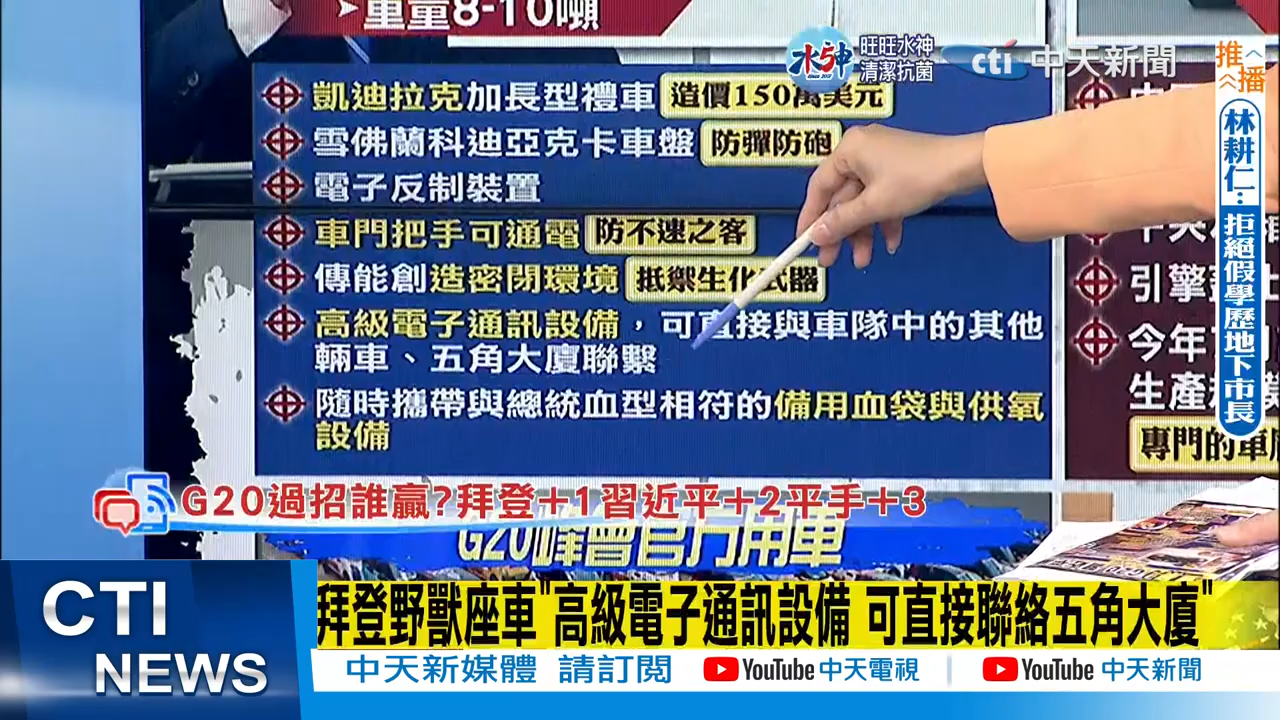 ➤重量8-10噸
水神
since 2017
旺旺水神
清潔抗菌
cti 中天新聞
推播
林耕仁:拒絕假學歷地下市長
凱迪拉克加長型禮車 造價150萬美元
雪佛蘭科迪亞克卡車盤 防彈防砲
電子反制裝置
車門把手可通電 防不速之客
傳能創造密閉環境 抵禦生化武器
高級電子通訊設備,可直接與車隊中的其他
輛車、五角大廈聯繫
隨時攜帶與總統血型相符的備用血袋與供氧
設備
引擎蓋上
今年
生產
專門的車
G20過招誰贏?拜登+1習近平+2平手+3
G20峰會官方用車
CTI
NEWS
拜登野獸座車"高級電子通訊設備 可直接聯絡五角大廈"
中天新媒體 請訂閱 YouTube 中天電視 YouTube 中天新聞